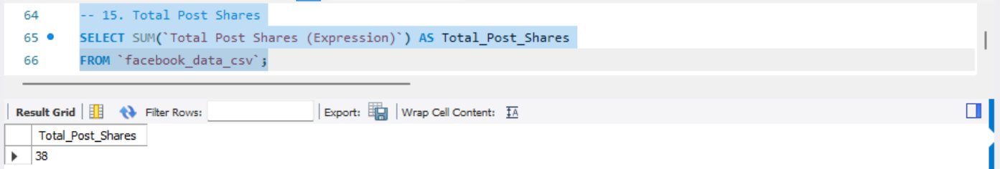 64 -- 15. Total Post Shares
65 SELECT SUM(`Total Post Shares (Expression)`) AS Total_Post_Shares
66 FROM `facebook_data_csv`;
Result Grid Filter Rows: Export: Wrap Cell Content: IA
Total_Post_Shares
38